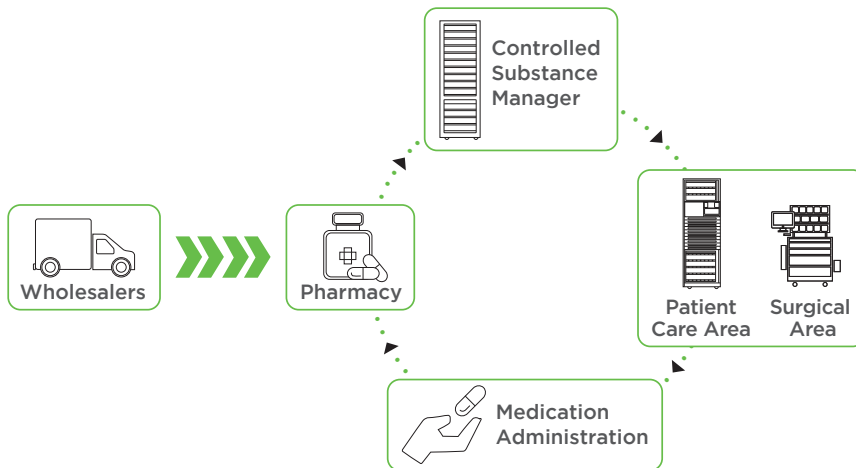 Controlled
Substance
Manager
Wholesalers
Pharmacy
Patient
Care Area
Surgical
Area
Medication
Administration